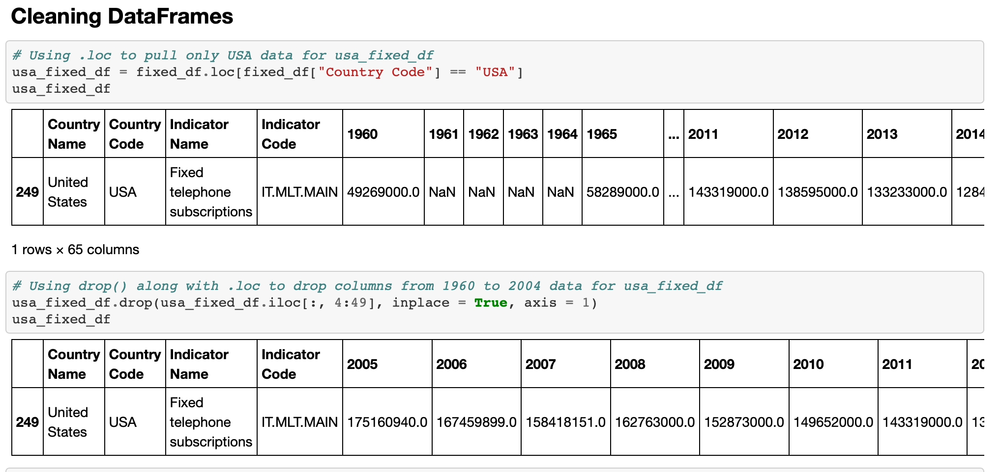 Cleaning DataFrames
# Using .loc to pull only USA data for usa_fixed_df
usa_fixed_df = fixed_df.loc[fixed_df["Country Code"] == "USA"]
usa_fixed_df
Country Name Country Code Indicator Name Indicator Code 1960 1961 1962 1963 1964 1965 ... 2011 2012 2013 2014
249 United States USA Fixed telephone subscriptions IT.MLT.MAIN 49269000.0 NaN NaN NaN NaN 58289000.0 ... 143319000.0 138595000.0 133233000.0 1284
1 rows × 65 columns
# Using drop() along with .loc to drop columns from 1960 to 2004 data for usa_fixed_df
usa_fixed_df.drop(usa_fixed_df.iloc[:, 4:49], inplace = True, axis = 1)
usa_fixed_df
Country Name Country Code Indicator Name Indicator Code 2005 2006 2007 2008 2009 2010 2011 20
249 United States USA Fixed telephone subscriptions IT.MLT.MAIN 175160940.0 167459899.0 158418151.0 162763000.0 152873000.0 149652000.0 143319000.0 13